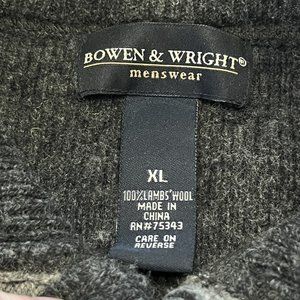 BOWEN & WRIGHT®
menswear
XL
100% LAMBS' WOOL
MADE IN
CHINA
RN#75343
CARE ON
REVERSE